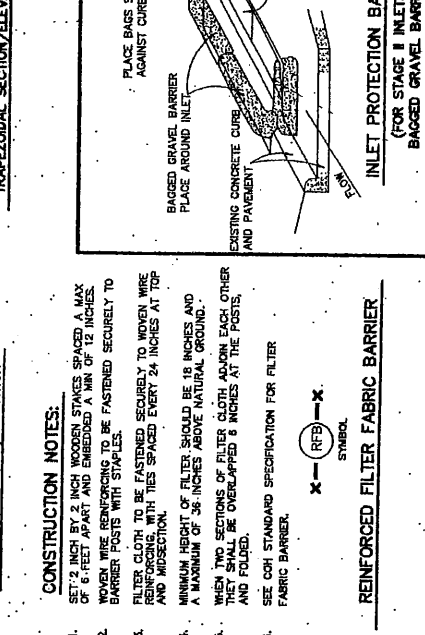 TRAPEZOIDAL SECTION/ELEV
CONSTRUCTION NOTES:
SET 2 INCH BY 2 INCH WOODEN STAKES SPACED A MAX
OF 6 FEET APART AND EMBEDDED A MIN OF 12 INCHES.
2. WOVEN WIRE REINFORCING TO BE FASTENED SECURELY TO
BARRIER POSTS WITH STAPLES.
FILTER CLOTH TO BE FASTENED SECURELY TO WOVEN WIRE
REINFORCING, WITH TIES SPACED EVERY 24 INCHES AT TOP
AND MIDSECTION.
MINIMUM HEIGHT OF FILTER SHOULD BE 18 INCHES AND
A MAXIMUM OF 36 INCHES ABOVE NATURAL GROUND.
WHEN TWO SECTIONS OF FILTER CLOTH ADJOIN EACH OTHER
THEY SHALL BE OVERLAPPED 6 INCHES AT THE POSTS,
AND FOLDED.
SEE COH STANDARD SPECIFICATION FOR FILTER
FABRIC BARRIER.
X — RFB — X
SYMBOL
REINFORCED FILTER FABRIC BARRIER
PLACE BAGS S
AGAINST CURB
BAGGED GRAVEL BARRIER
PLACE AROUND INLET
EXISTING CONCRETE CURB
AND PAVEMENT
FLOW
INLET PROTECTION BA
(FOR STAGE II INLET
BAGGED GRAVEL BARR